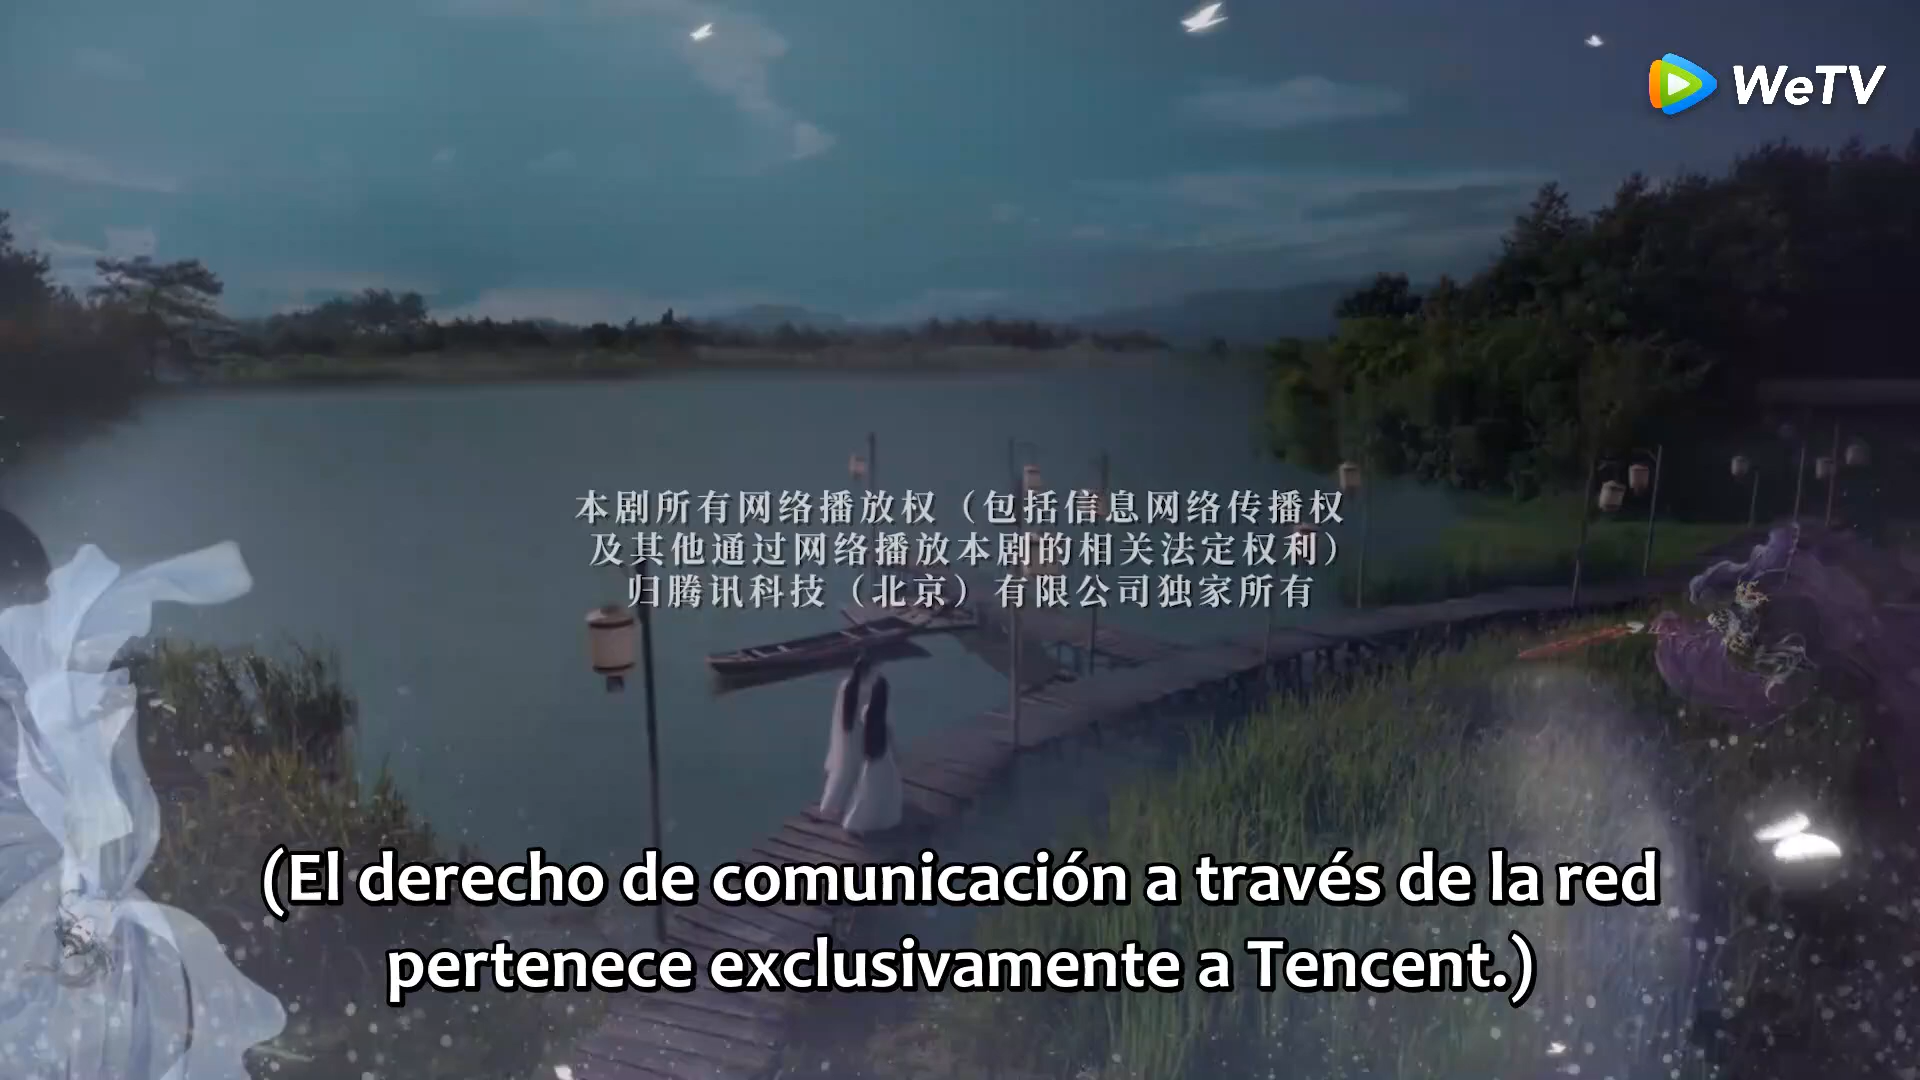 WeTV
本剧所有网络播放权（包括信息网络传播权
及其他通过网络播放本剧的相关法定权利）
归腾讯科技（北京）有限公司独家所有
(El derecho de comunicación a través de la red
pertenece exclusivamente a Tencent.)